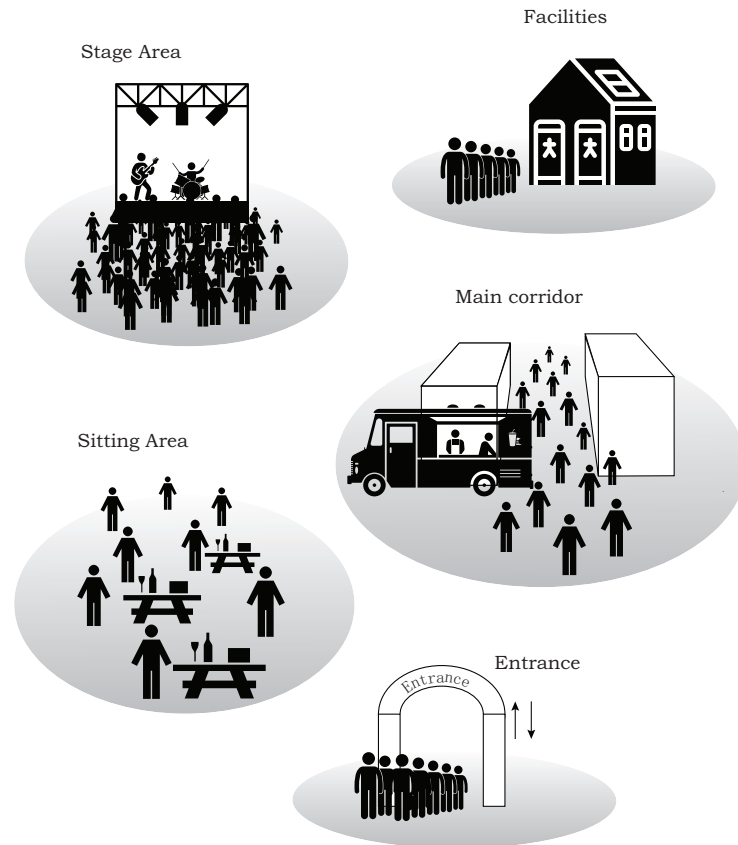 Facilities
Stage Area
Main corridor
Sitting Area
Entrance
Entrance